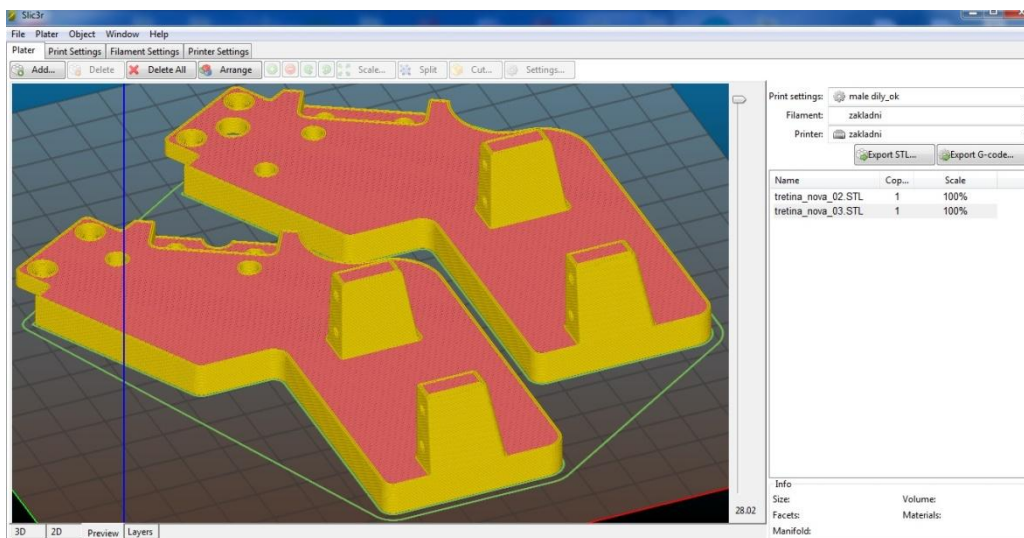 Slic3r
File Plater Object Window Help
Plater Print Settings Filament Settings Printer Settings
Add... Delete Delete All Arrange Scale... Split Cut... Settings...
Print settings: male dily_ok
Filament: zakladni
Printer: zakladni
Export STL... Export G-code...
Name Cop... Scale
tretina_nova_02.STL 1 100%
tretina_nova_03.STL 1 100%
28.02
Info
Size: Volume:
Facets: Materials:
Manifold:
3D 2D Preview Layers